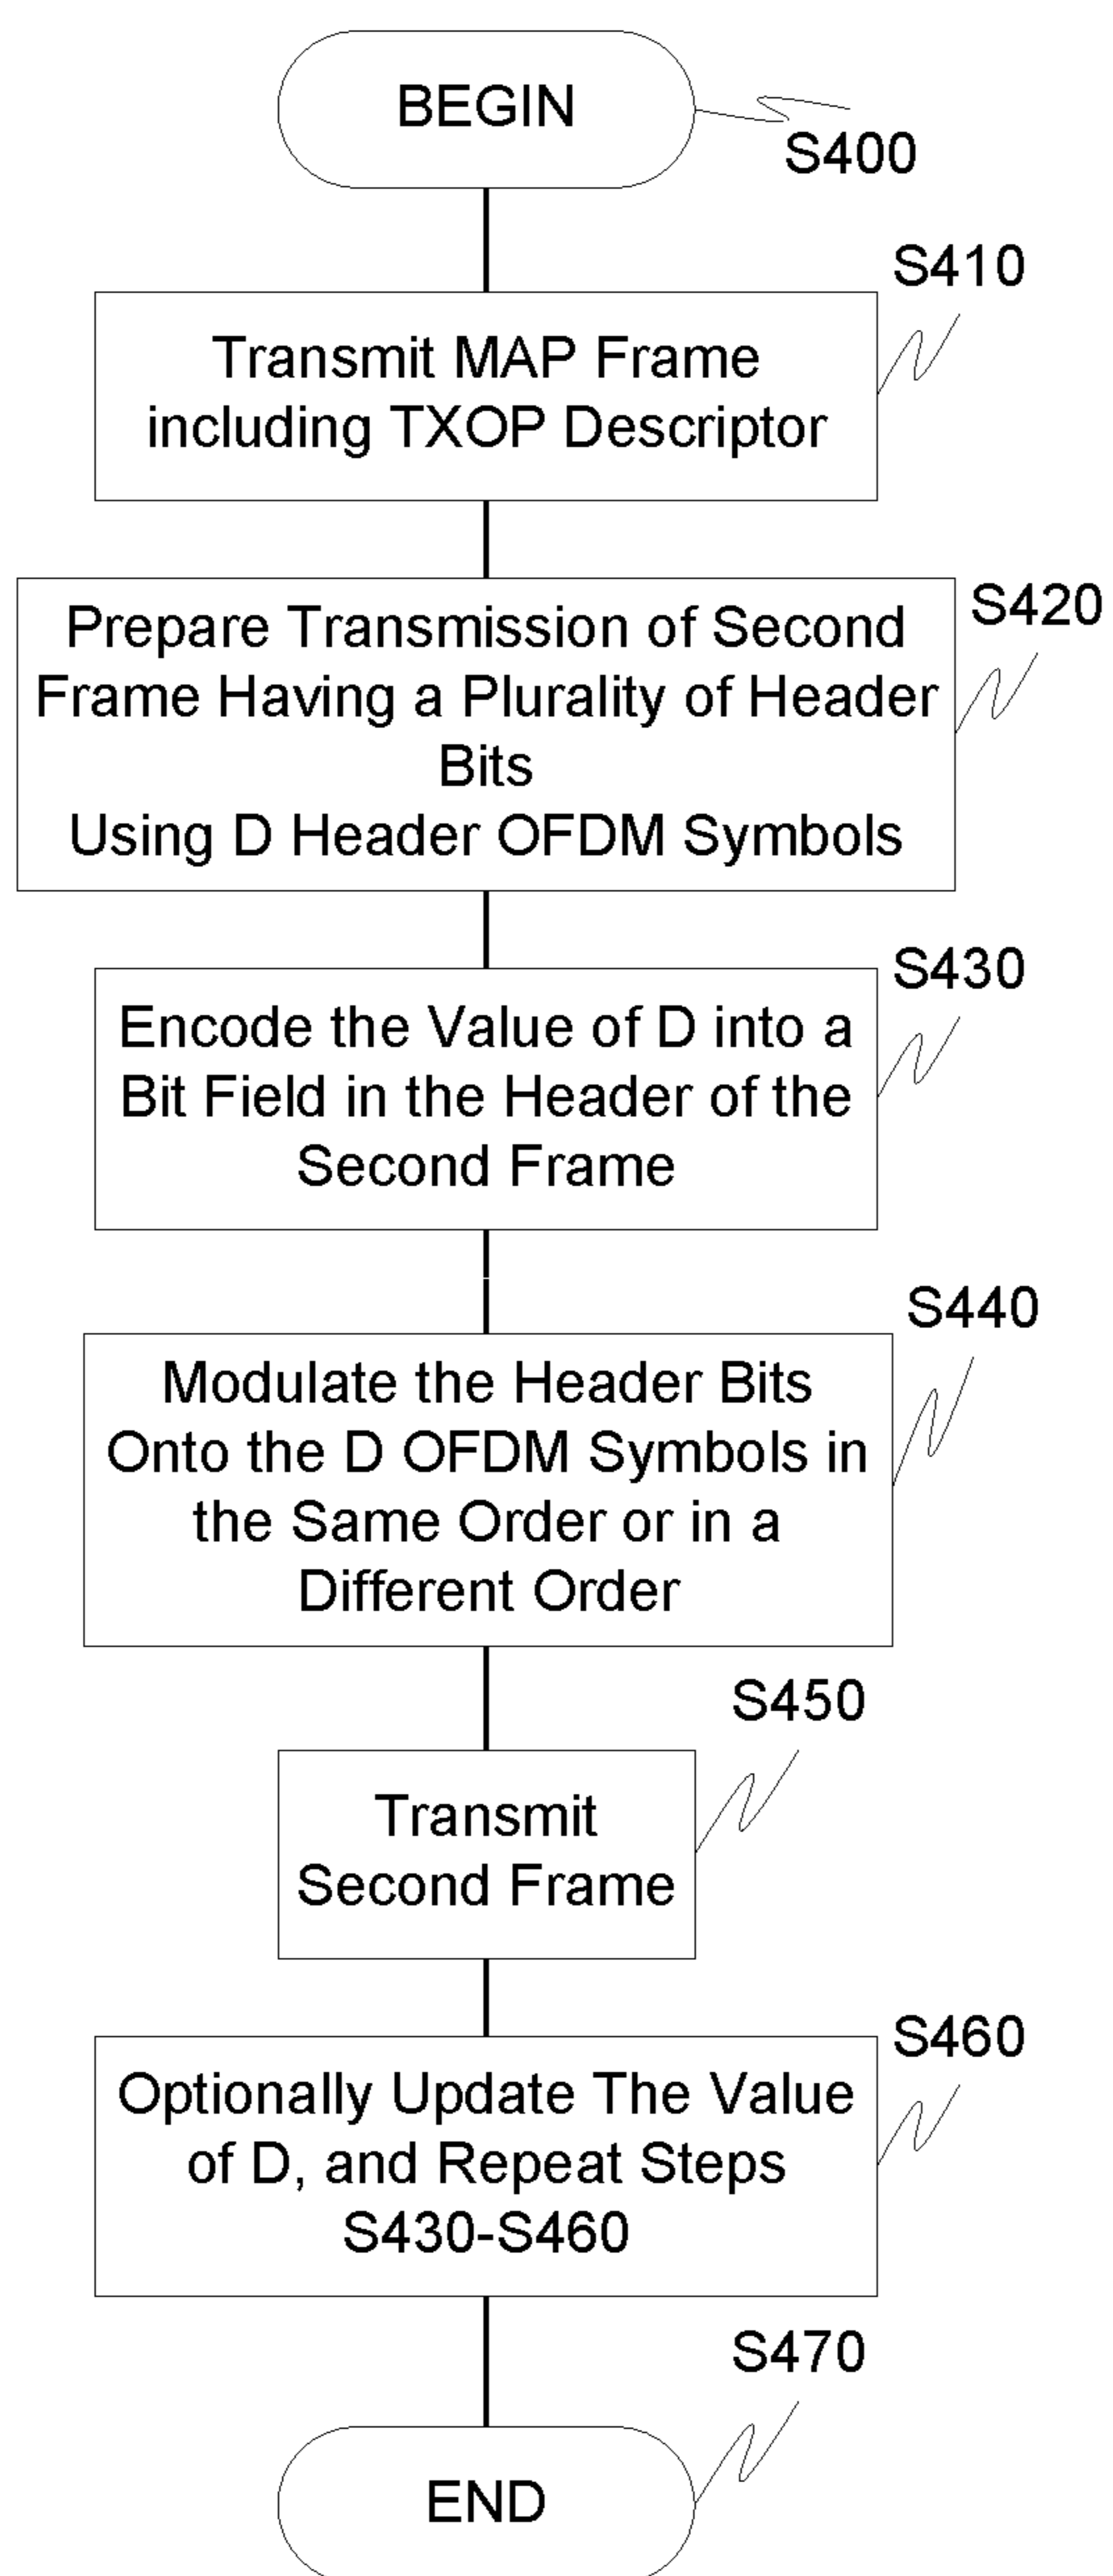 BEGIN
S400
S410
Transmit MAP Frame
including TXOP Descriptor
S420
Prepare Transmission of Second
Frame Having a Plurality of Header
Bits
Using D Header OFDM Symbols
S430
Encode the Value of D into a
Bit Field in the Header of the
Second Frame
S440
Modulate the Header Bits
Onto the D OFDM Symbols in
the Same Order or in a
Different Order
S450
Transmit
Second Frame
S460
Optionally Update The Value
of D, and Repeat Steps
S430-S460
S470
END